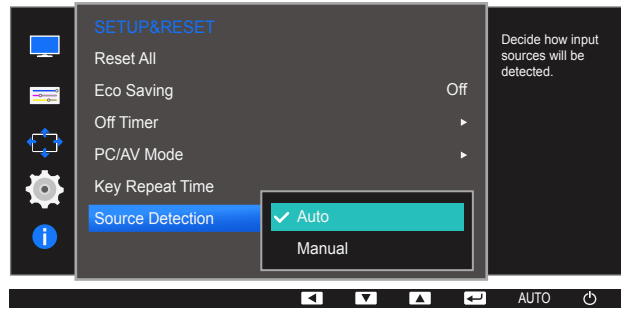 SETUP&RESET
Reset All
Eco Saving Off
Off Timer
PC/AV Mode
Key Repeat Time
Source Detection
Auto
Manual
Decide how input
sources will be
detected.
AUTO